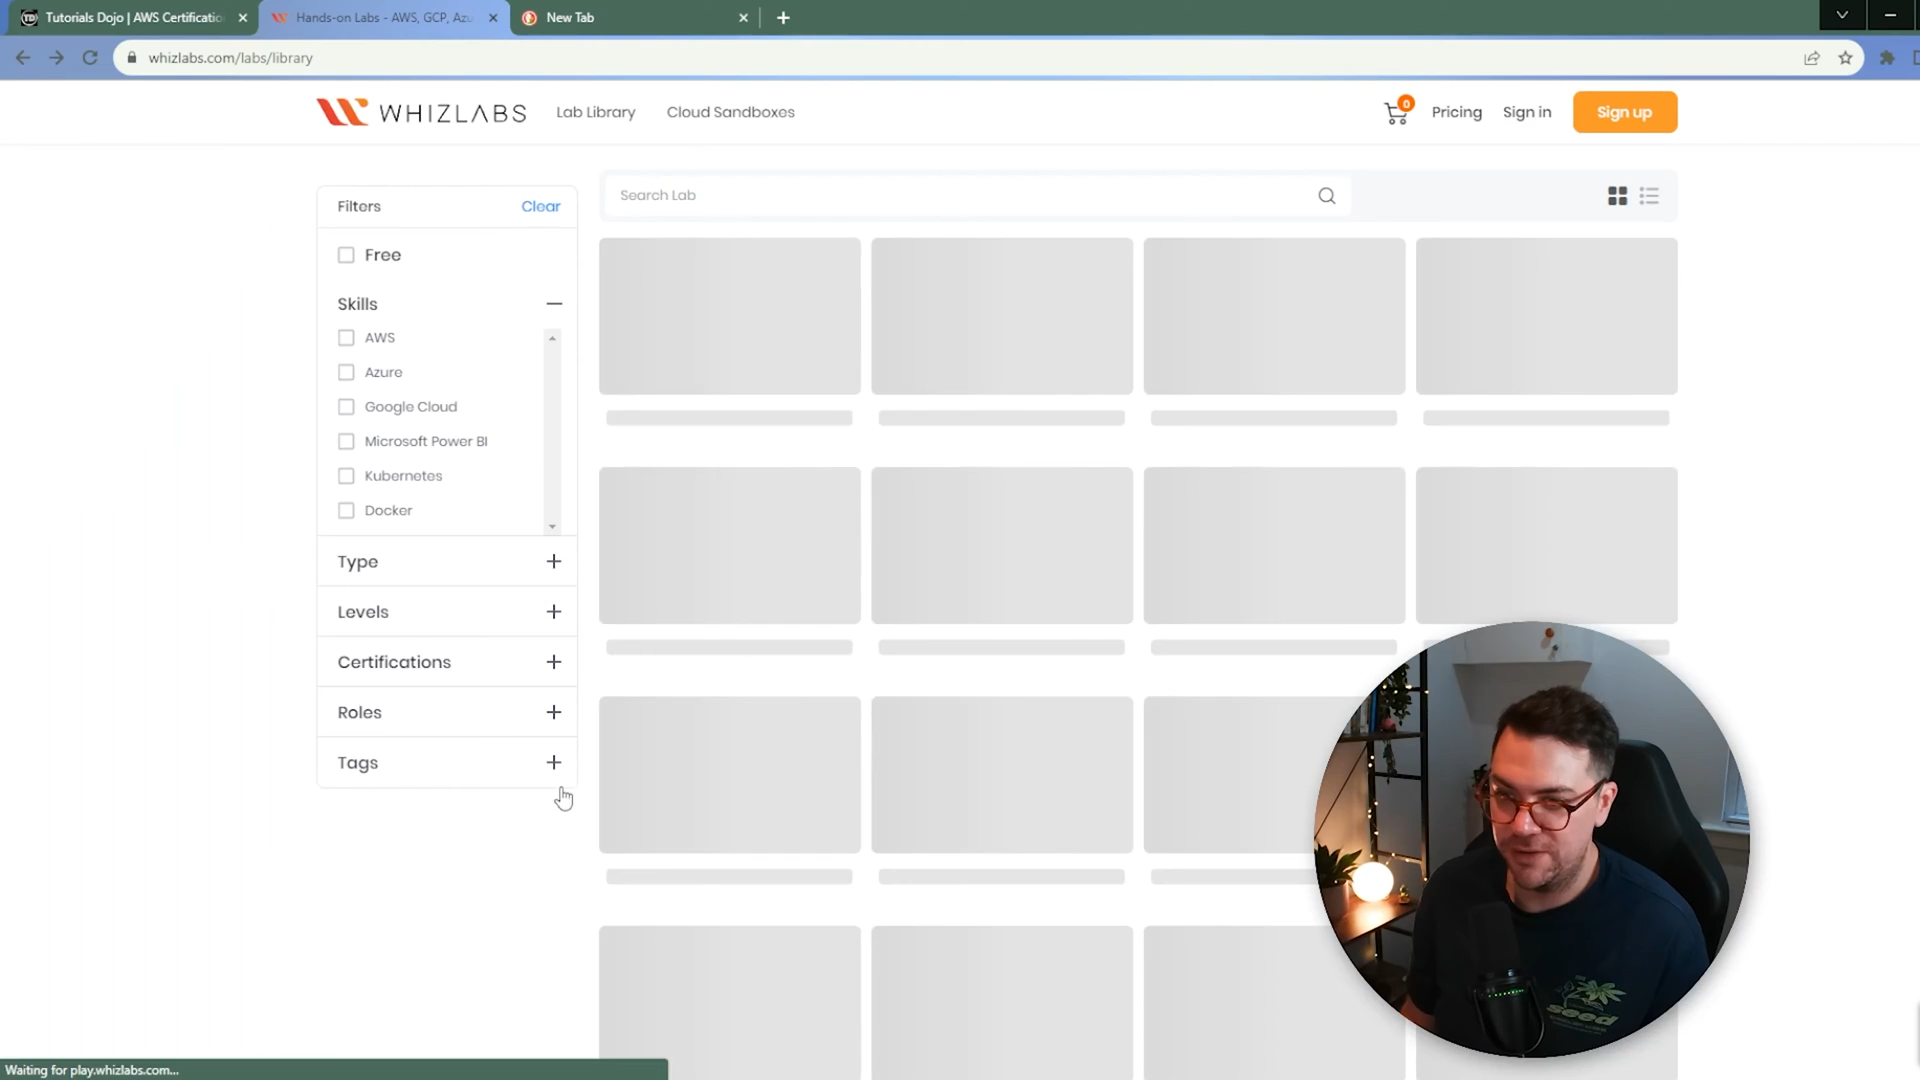 Tutorials Dojo | AWS Certificatio
Hands-on Labs - AWS, GCP, Azu
New Tab
whizlabs.com/labs/library
WHIZLABS
Lab Library
Cloud Sandboxes
0
Pricing
Sign in
Sign up
Filters
Clear
Search Lab
Free
Skills
AWS
Azure
Google Cloud
Microsoft Power BI
Kubernetes
Docker
Type
Levels
Certifications
Roles
Tags
seed
Waiting for play.whizlabs.com...